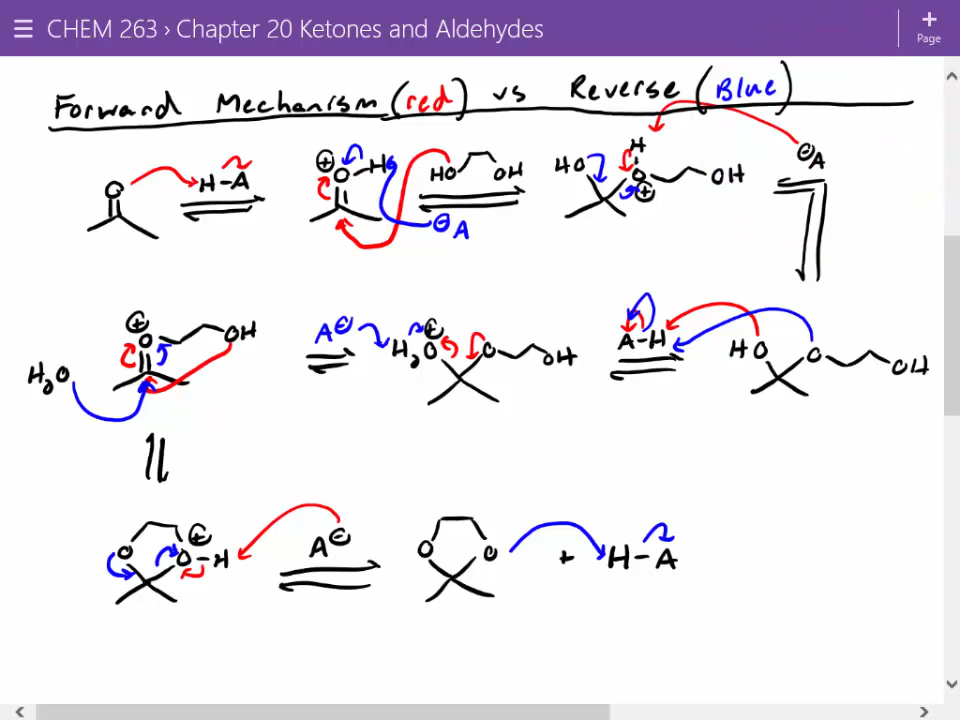 ☰ CHEM 263 › Chapter 20 Ketones and Aldehydes
+
Page
Forward Mechanism (red) vs Reverse (Blue)
O H-A ⊕ O H HO OH ⊖ A HO H O ⊕ OH ⊖ A
⊕ O OH H₂O A⊖ H₂O ⊕ O OH A-H HO O OH
O O ⊕ -H A⊖ O O + H-A